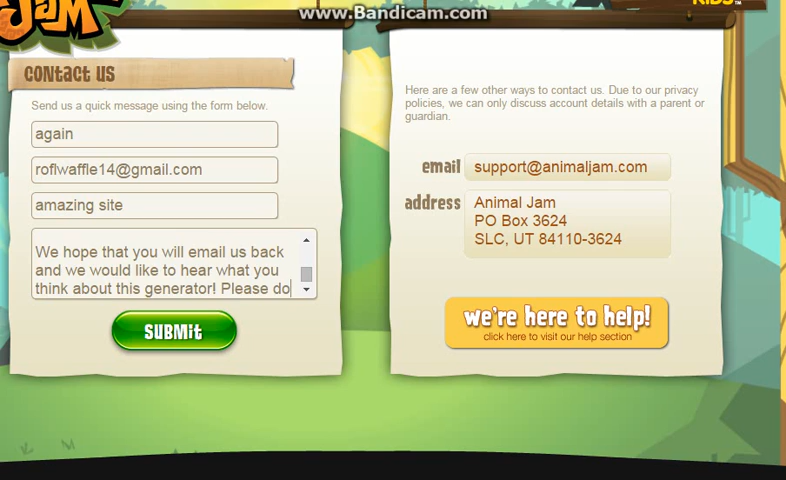 www.Bandicam.com
JAM
KIDS™
CONTACT US
Send us a quick message using the form below.
again
roflwaffle14@gmail.com
amazing site
We hope that you will email us back
and we would like to hear what you
think about this generator! Please do
SUBMIT
Here are a few other ways to contact us. Due to our privacy
policies, we can only discuss account details with a parent or
guardian.
email support@animaljam.com
address Animal Jam
PO Box 3624
SLC, UT 84110-3624
we're here to help!
click here to visit our help section